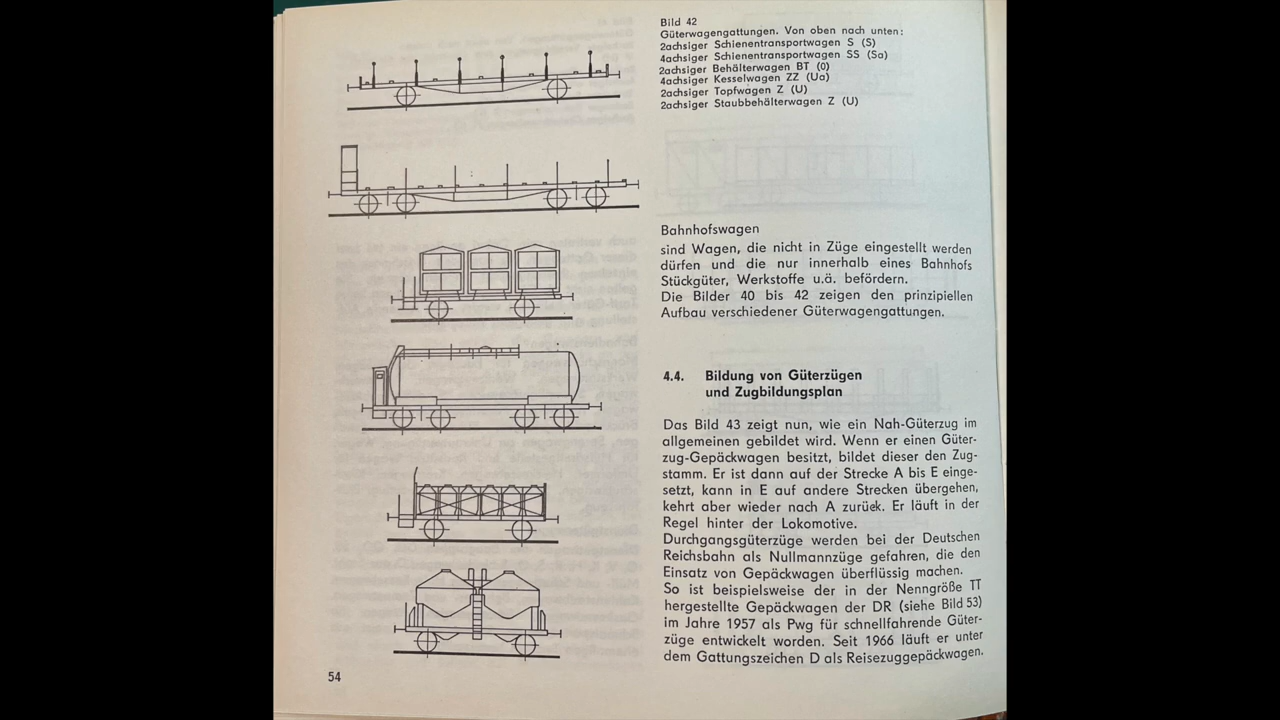 Bild 42
Güterwagengattungen. Von oben nach unten:
2achsiger Schienentransportwagen S (S)
4achsiger Schienentransportwagen SS (Sa)
2achsiger Behälterwagen BT (0)
4achsiger Kesselwagen ZZ (Ua)
2achsiger Topfwagen Z (U)
2achsiger Staubbehälterwagen Z (U)
Bahnhofswagen
sind Wagen, die nicht in Züge eingestellt werden
dürfen und die nur innerhalb eines Bahnhofs
Stückgüter, Werkstoffe u.ä. befördern.
Die Bilder 40 bis 42 zeigen den prinzipiellen
Aufbau verschiedener Güterwagengattungen.
4.4. Bildung von Güterzügen
und Zugbildungsplan
Das Bild 43 zeigt nun, wie ein Nah-Güterzug im
allgemeinen gebildet wird. Wenn er einen Güter-
zug-Gepäckwagen besitzt, bildet dieser den Zug-
stamm. Er ist dann auf der Strecke A bis E einge-
setzt, kann in E auf andere Strecken übergehen,
kehrt aber wieder nach A zurück. Er läuft in der
Regel hinter der Lokomotive.
Durchgangsgüterzüge werden bei der Deutschen
Reichsbahn als Nullmannzüge gefahren, die den
Einsatz von Gepäckwagen überflüssig machen.
So ist beispielsweise der in der Nenngröße TT
hergestellte Gepäckwagen der DR (siehe Bild 53)
im Jahre 1957 als Pwg für schnellfahrende Güter-
züge entwickelt worden. Seit 1966 läuft er unter
dem Gattungszeichen D als Reisezuggepäckwagen.
54